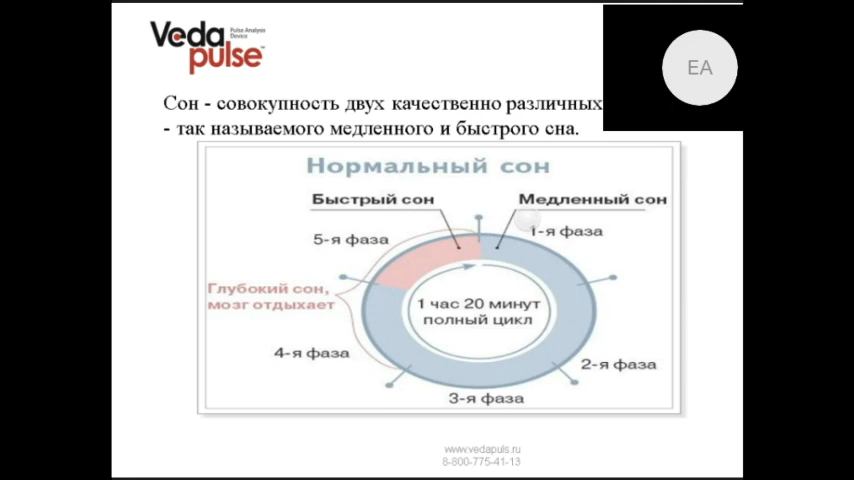 Veda
Pulse Analysis
Device
pulse
EA
Сон - совокупность двух качественно различных
- так называемого медленного и быстрого сна.
Нормальный сон
Быстрый сон
Медленный сон
1-я фаза
5-я фаза
Глубокий сон,
мозг отдыхает
1 час 20 минут
полный цикл
4-я фаза
2-я фаза
3-я фаза
www.vedapuls.ru
8-800-775-41-13